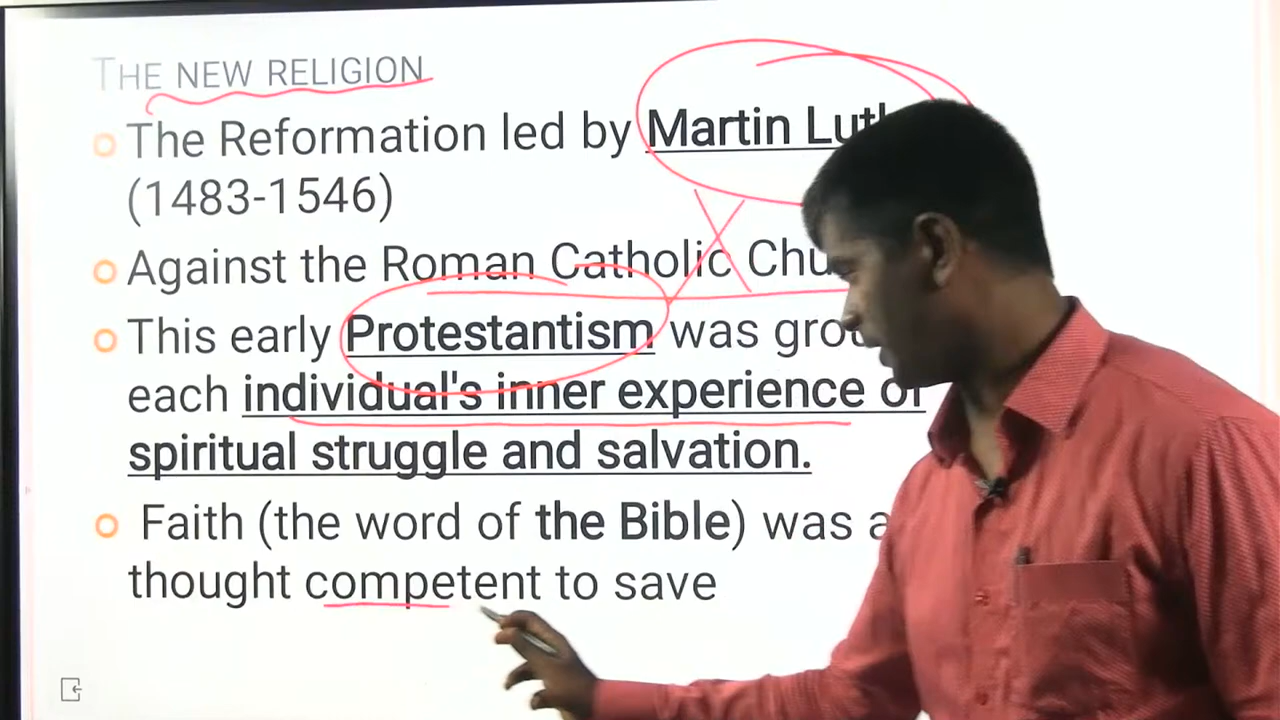 THE NEW RELIGION
The Reformation led by Martin
(1483-1546)
Against the Roman Catholic
This early Protestantism was
each individual's inner experience of
spiritual struggle and salvation.
Faith (the word of the Bible) was
thought competent to save